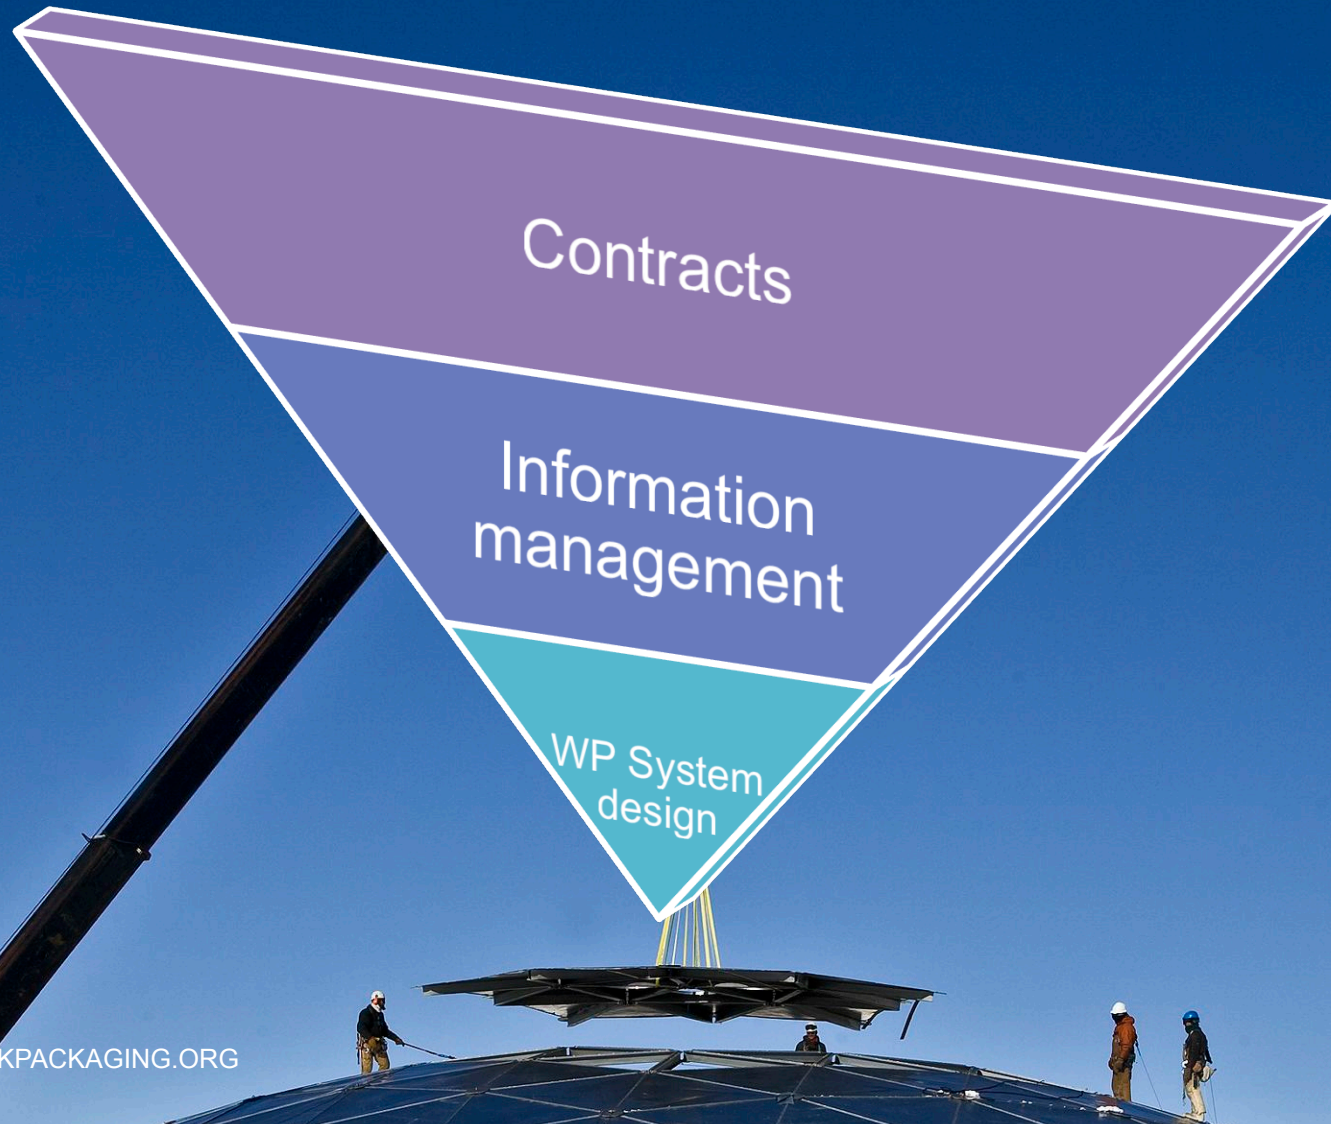 Contracts
Information
management
WP System
design
KPACKAGING.ORG